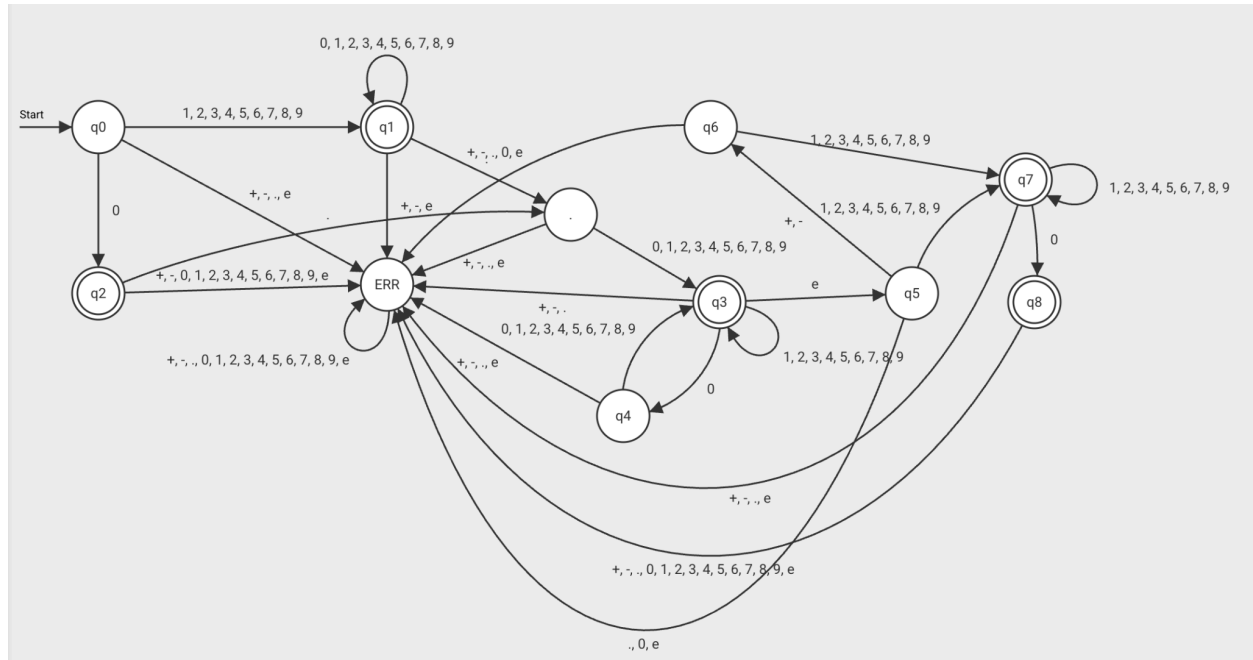 0, 1, 2, 3, 4, 5, 6, 7, 8, 9
Start
q0
1, 2, 3, 4, 5, 6, 7, 8, 9
q1
q6
+, -, ., 0, e
.
1, 2, 3, 4, 5, 6, 7, 8, 9
q7
1, 2, 3, 4, 5, 6, 7, 8, 9
+, -, ., e
0
+, -, e
.
.
1, 2, 3, 4, 5, 6, 7, 8, 9
+, -
0
0, 1, 2, 3, 4, 5, 6, 7, 8, 9
+, -, ., e
+, -, 0, 1, 2, 3, 4, 5, 6, 7, 8, 9, e
q2
ERR
q3
e
q5
q8
+, -, .
0, 1, 2, 3, 4, 5, 6, 7, 8, 9
+, -, ., 0, 1, 2, 3, 4, 5, 6, 7, 8, 9, e
+, -, ., e
1, 2, 3, 4, 5, 6, 7, 8, 9
0
q4
+, -, ., e
+, -, ., 0, 1, 2, 3, 4, 5, 6, 7, 8, 9, e
., 0, e